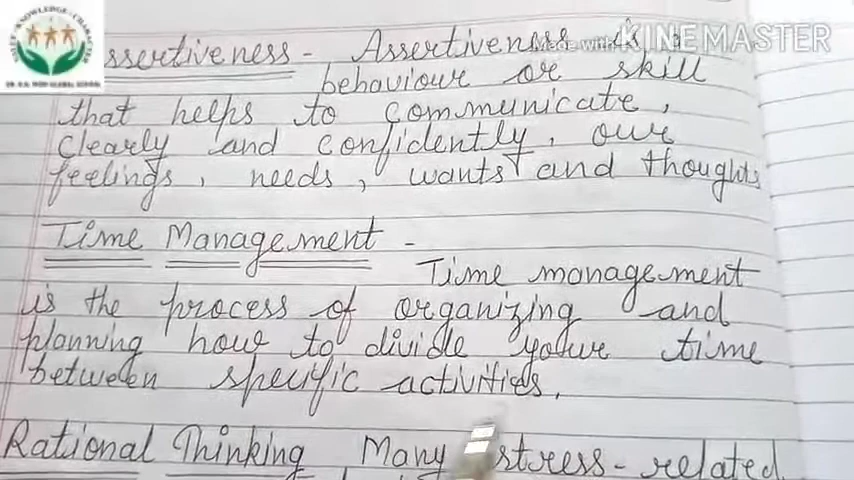 Made with KINEMASTER
ssertiveness - Assertiveness is a
behaviour or skill
that helps to communicate,
clearly and confidently, our
feelings, needs, wants and thoughts
Time Management -
Time management
is the process of organizing and
planning how to divide your time
between specific activities.
Rational Thinking Many stress-related